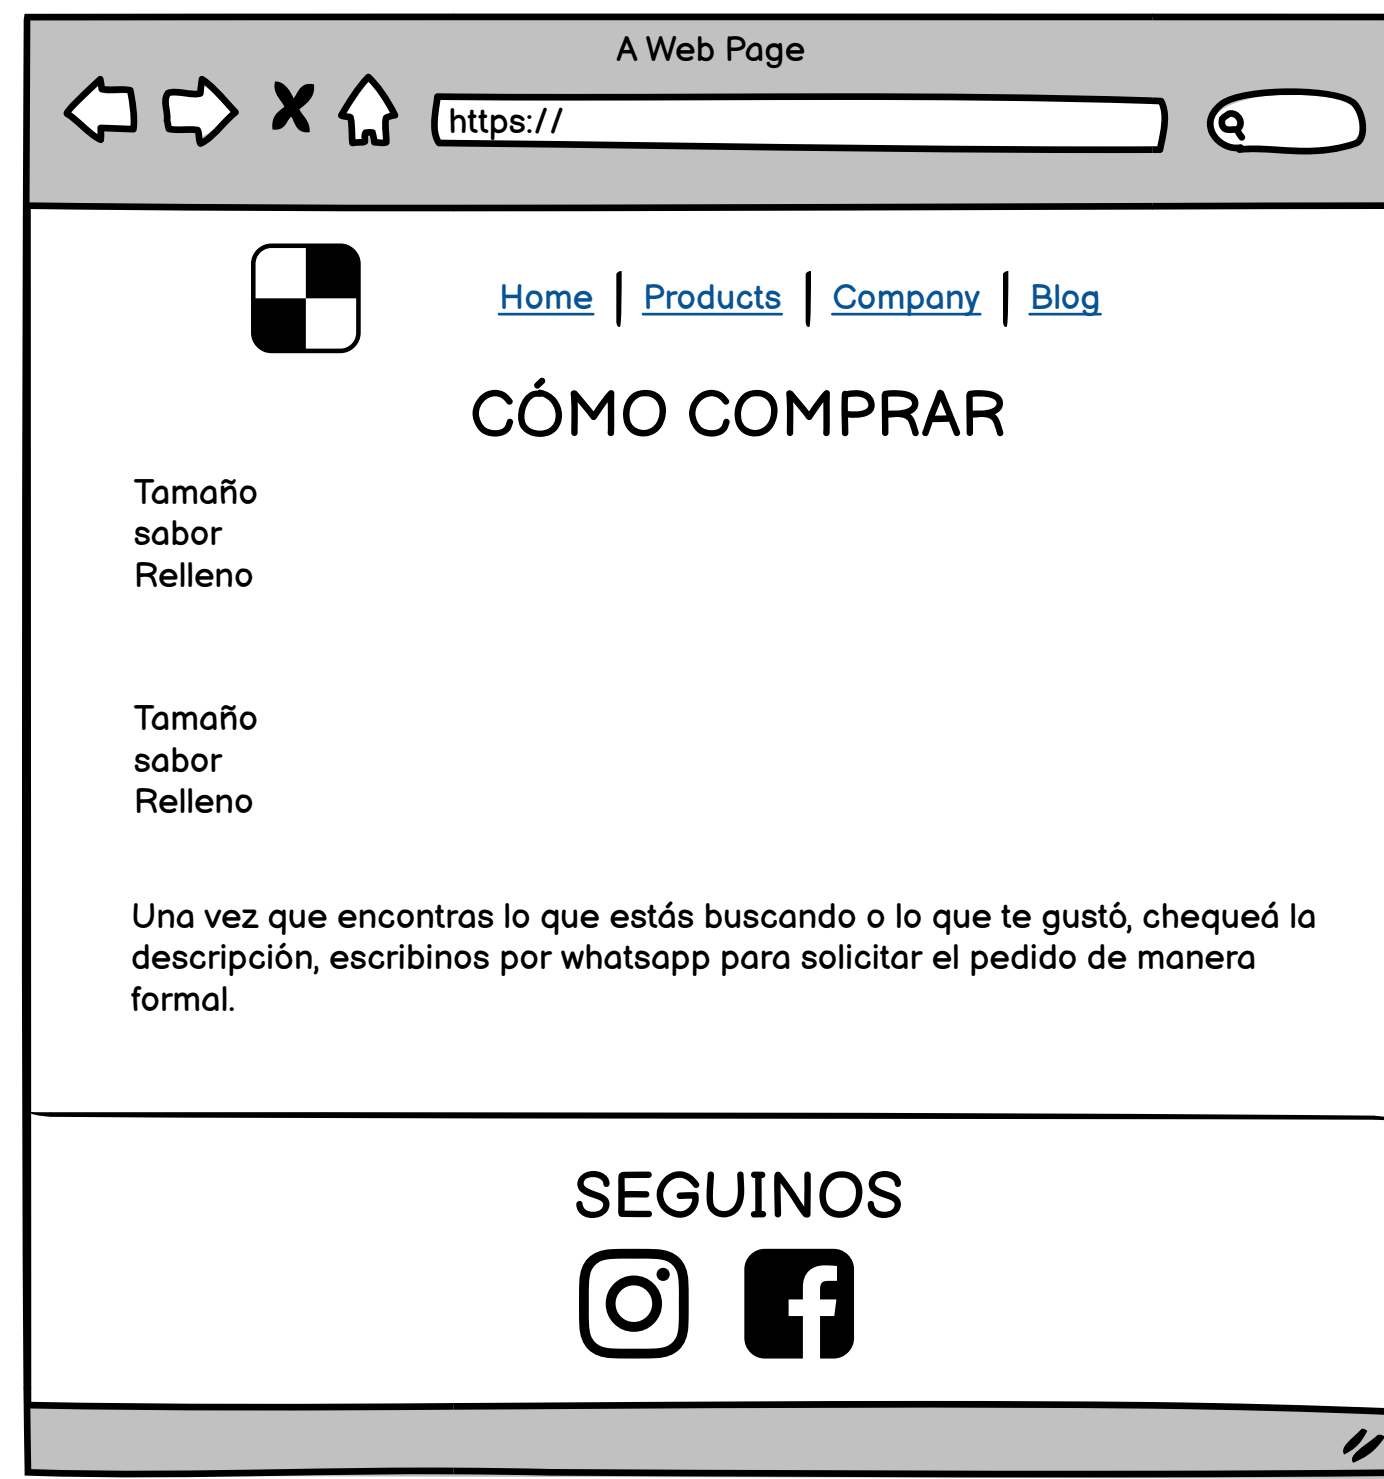 A Web Page
https://
Home | Products | Company | Blog
CÓMO COMPRAR
Tamaño
sabor
Relleno
Tamaño
sabor
Relleno
Una vez que encontras lo que estás buscando o lo que te gustó, chequeá la
descripción, escribinos por whatsapp para solicitar el pedido de manera
formal.
SEGUINOS